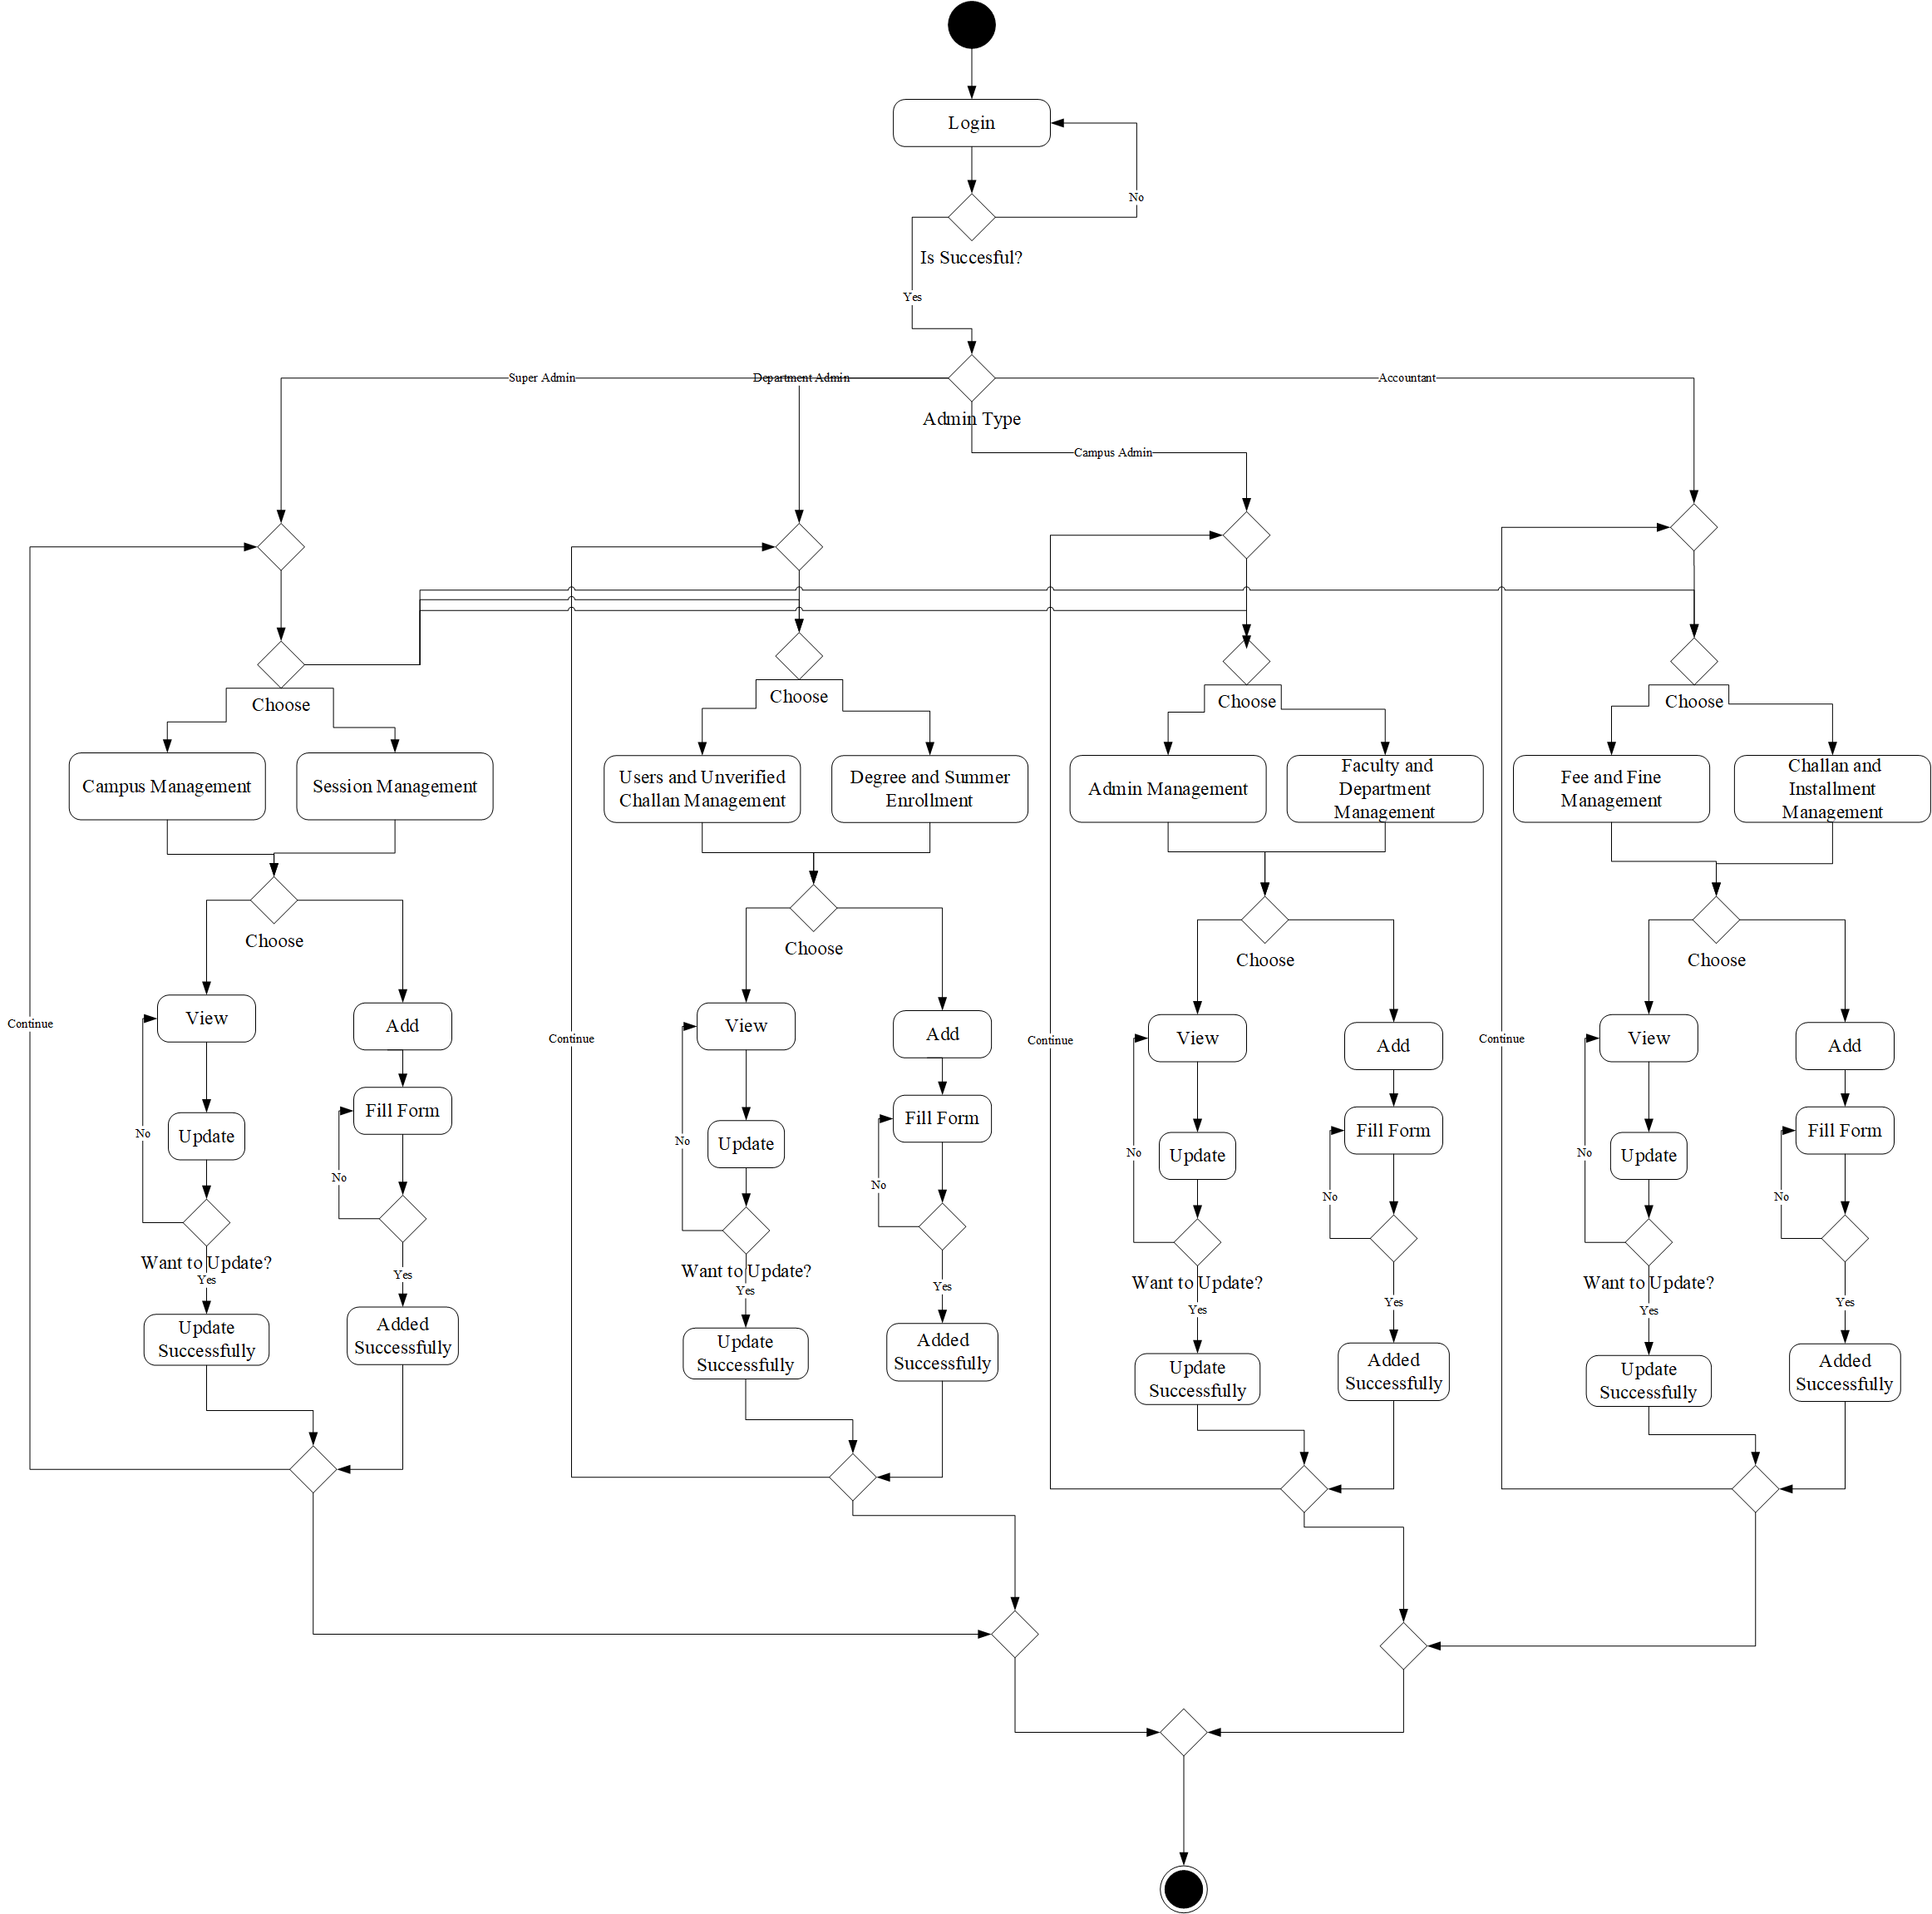 Login
No
Is Succesful?
Yes
Super Admin
Department Admin
Accountant
Admin Type
Campus Admin
Choose
Choose
Choose
Choose
Campus Management
Session Management
Users and Unverified
Challan Management
Degree and Summer
Enrollment
Admin Management
Faculty and
Department
Management
Fee and Fine
Management
Challan and
Installment
Management
Choose
Choose
Choose
Choose
Continue
View
Add
Fill Form
No
Update
No
Want to Update?
Yes
Yes
Update
Successfully
Added
Successfully
Continue
View
Add
Fill Form
No
Update
No
Want to Update?
Yes
Yes
Update
Successfully
Added
Successfully
Continue
View
Add
Fill Form
No
Update
No
Want to Update?
Yes
Yes
Update
Successfully
Added
Successfully
Continue
View
Add
Fill Form
No
Update
No
Want to Update?
Yes
Yes
Update
Successfully
Added
Successfully